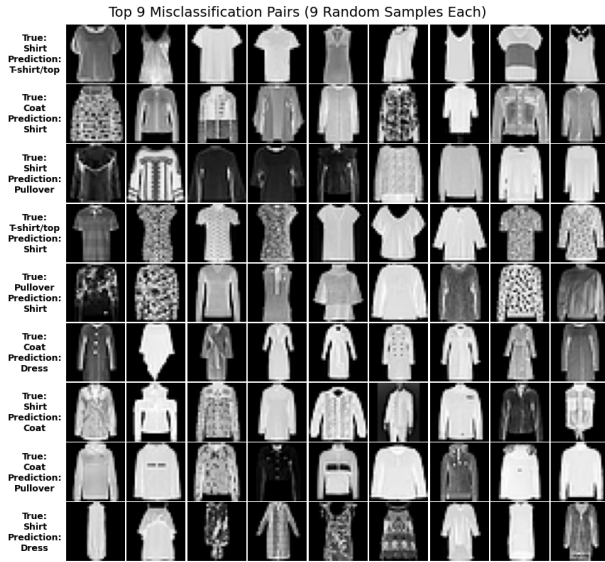 Top 9 Misclassification Pairs (9 Random Samples Each)
True:
Shirt
Prediction:
T-shirt/top
True:
Coat
Prediction:
Shirt
True:
Shirt
Prediction:
Pullover
True:
T-shirt/top
Prediction:
Shirt
True:
Pullover
Prediction:
Shirt
True:
Coat
Prediction:
Dress
True:
Shirt
Prediction:
Coat
True:
Coat
Prediction:
Pullover
True:
Shirt
Prediction:
Dress